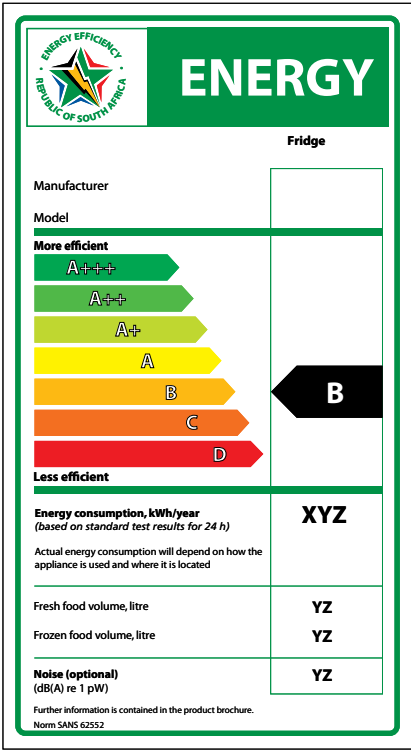 ENERGY EFFICIENCY
REPUBLIC OF SOUTH AFRICA
ENERGY
Fridge
Manufacturer
Model
More efficient
A+++
A++
A+
A
B
B
C
D
Less efficient
Energy consumption, kWh/year XYZ
(based on standard test results for 24 h)
Actual energy consumption will depend on how the
appliance is used and where it is located
Fresh food volume, litre YZ
Frozen food volume, litre YZ
Noise (optional) YZ
(dB(A) re 1 pW)
Further information is contained in the product brochure.
Norm SANS 62552